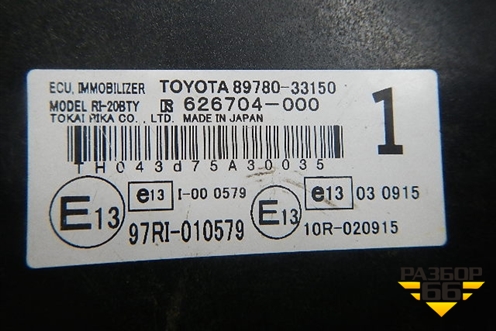 ECU, IMMOBILIZER TOYOTA 89780-33150
MODEL RI-20BTY 626704-000
TOKAI RIKA CO., LTD. MADE IN JAPAN
1
TH043d75A30035
E13 e13 I-00 0579 E13 e13 03 0915
97RI-010579 10R-020915
РАЗБОР
66